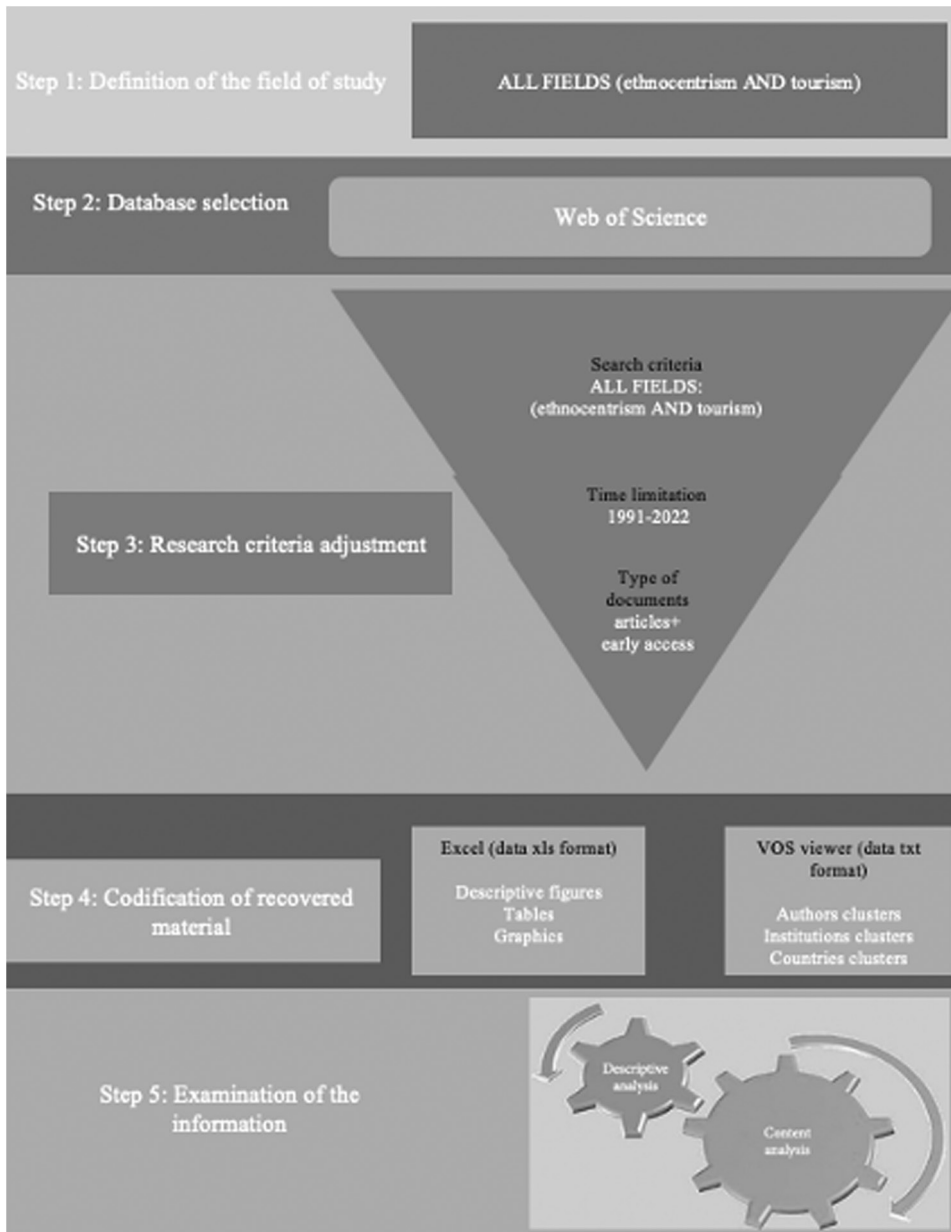 Step 1: Definition of the field of study
ALL FIELDS (ethnocentrism AND tourism)
Step 2: Database selection
Web of Science
Search criteria
ALL FIELDS:
(ethnocentrism AND tourism)
Time limitation
1991-2022
Step 3: Research criteria adjustment
Type of
documents
articles+
early access
Step 4: Codification of recovered
material
Excel (data xls format)
Descriptive figures
Tables
Graphics
VOS viewer (data txt
format)
Authors clusters
Institutions clusters
Countries clusters
Step 5: Examination of the
information
Descriptive
analysis
Content
analysis